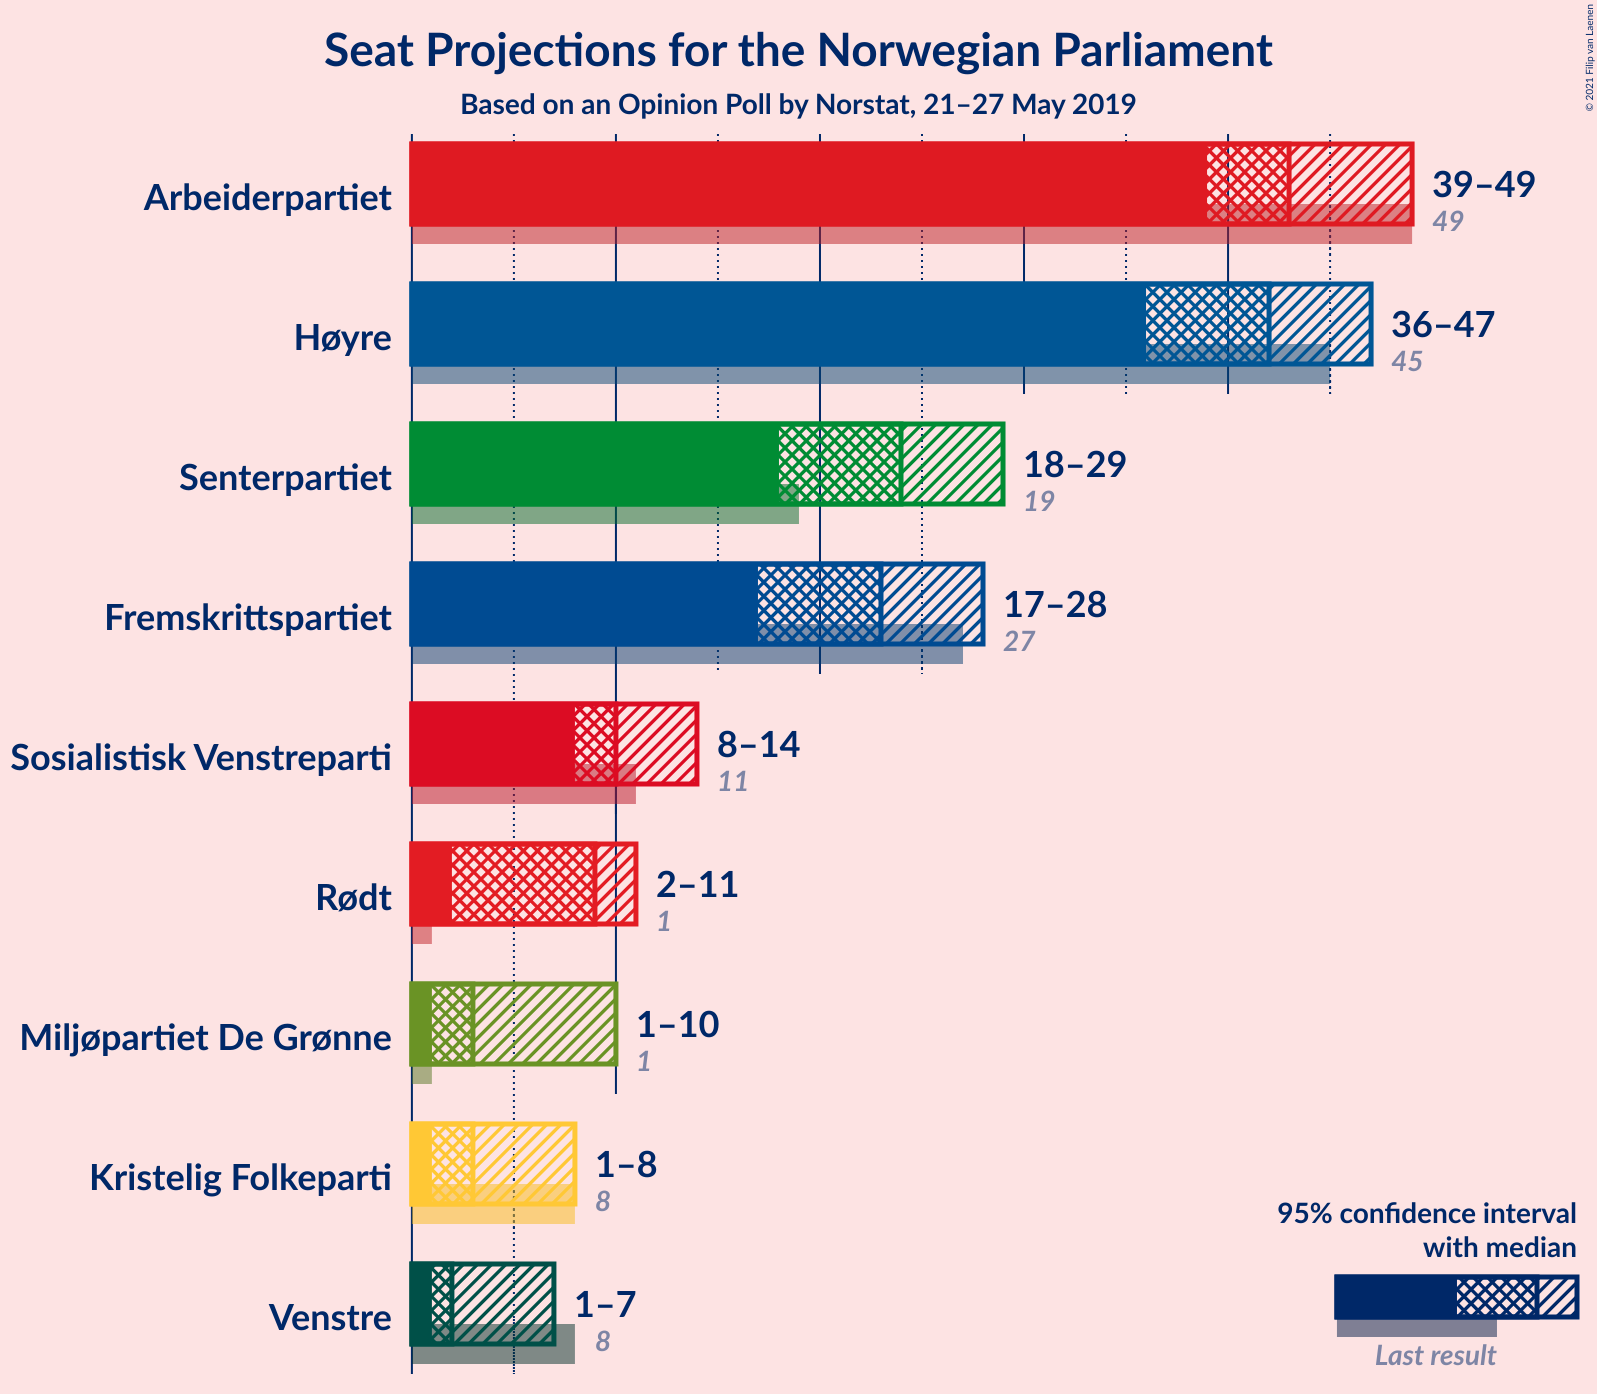 Seat Projections for the Norwegian Parliament
Based on an Opinion Poll by Norstat, 21–27 May 2019
© 2021 Filip van Laenen
Arbeiderpartiet
39–49
49
Høyre
36–47
45
Senterpartiet
18–29
19
Fremskrittspartiet
17–28
27
Sosialistisk Venstreparti
8–14
11
Rødt
2–11
1
Miljøpartiet De Grønne
1–10
1
Kristelig Folkeparti
1–8
8
Venstre
1–7
8
95% confidence interval
with median
Last result